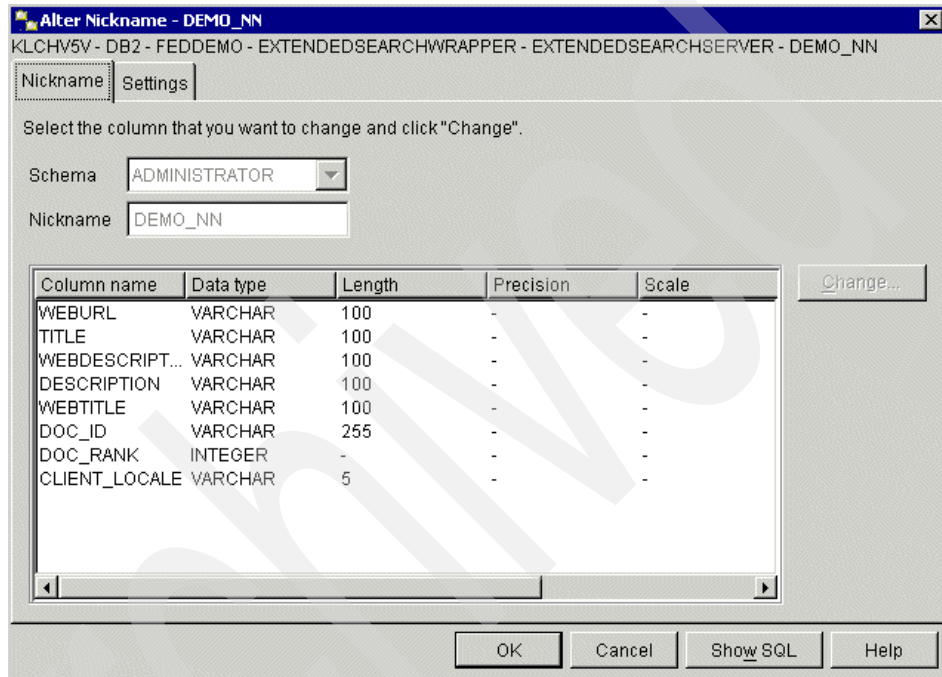 Alter Nickname - DEMO_NN
KLCHV5V - DB2 - FEDDEMO - EXTENDEDSEARCHWRAPPER - EXTENDEDSEARCHSERVER - DEMO_NN
Nickname Settings
Select the column that you want to change and click "Change".
Schema ADMINISTRATOR
Nickname DEMO_NN
Column name Data type Length Precision Scale Change...
WEBURL VARCHAR 100 - -
TITLE VARCHAR 100 - -
WEBDESCRIPT... VARCHAR 100 - -
DESCRIPTION VARCHAR 100 - -
WEBTITLE VARCHAR 100 - -
DOC_ID VARCHAR 255 - -
DOC_RANK INTEGER - - -
CLIENT_LOCALE VARCHAR 5 - -
OK Cancel Show SQL Help